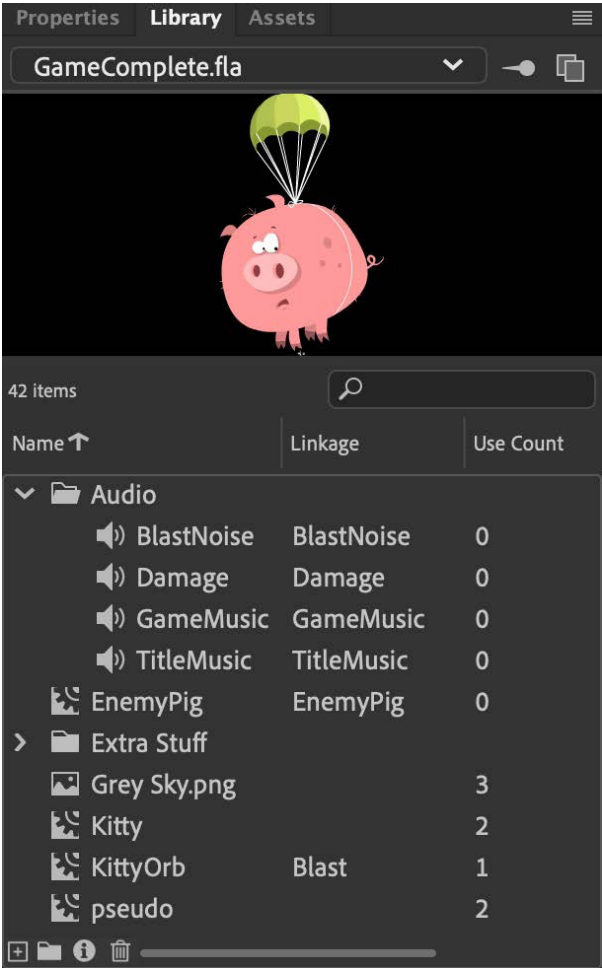 Properties Library Assets
GameComplete.fla
42 items
Name Linkage Use Count
Audio
BlastNoise BlastNoise 0
Damage Damage 0
GameMusic GameMusic 0
TitleMusic TitleMusic 0
EnemyPig EnemyPig 0
Extra Stuff
Grey Sky.png 3
Kitty 2
KittyOrb Blast 1
pseudo 2